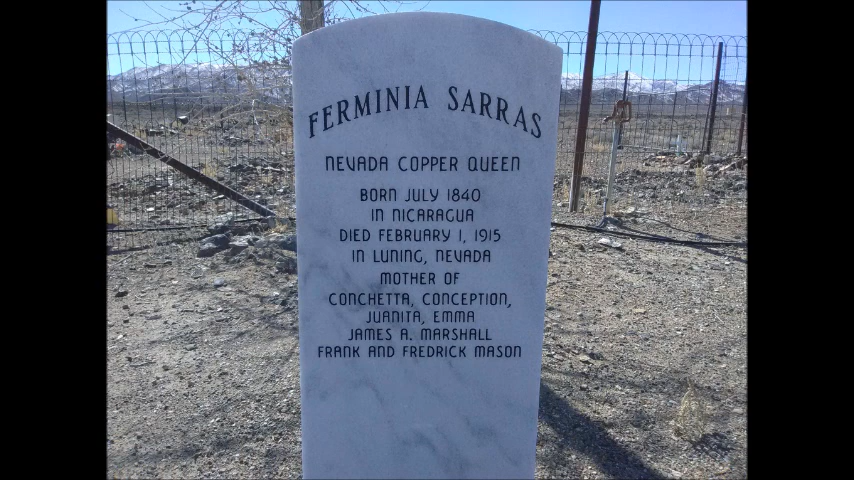 FERMINIA SARRAS
NEVADA COPPER QUEEN
BORN JULY 1840
IN NICARAGUA
DIED FEBRUARY 1, 1915
IN LUNING, NEVADA
MOTHER OF
CONCHETTA, CONCEPTION,
JUANITA, EMMA
JAMES A. MARSHALL
FRANK AND FREDRICK MASON